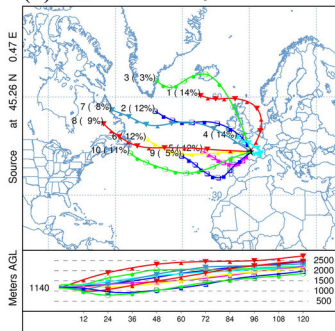 Source at 45.26 N 0.47 E
3 ( 3%)
1 (14%)
7 ( 8%)
2 (12%)
8 ( 9%)
4 (14%)
6 (12%)
5 (12%)
10 (11%)
9 ( 5%)
30
Meters AGL
1140
2500
2000
1500
1000
500
12 24 36 48 60 72 84 96 108 120